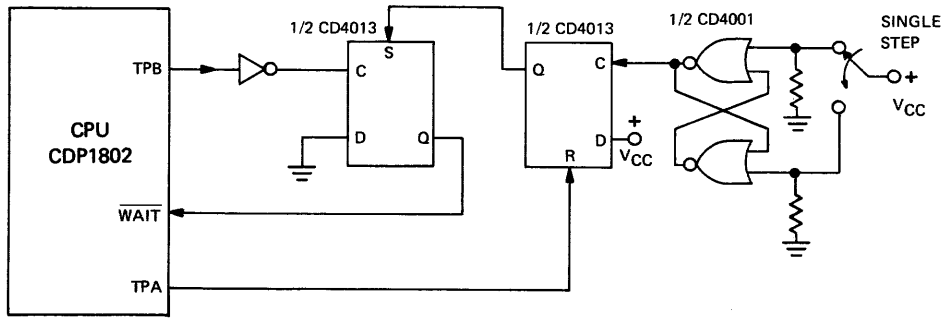 1/2 CD4013
1/2 CD4013
1/2 CD4001
SINGLE
STEP
S
TPB
C
Q
C
+
VCC
CPU
CDP1802
D
Q
D
+
VCC
R
WAIT
TPA